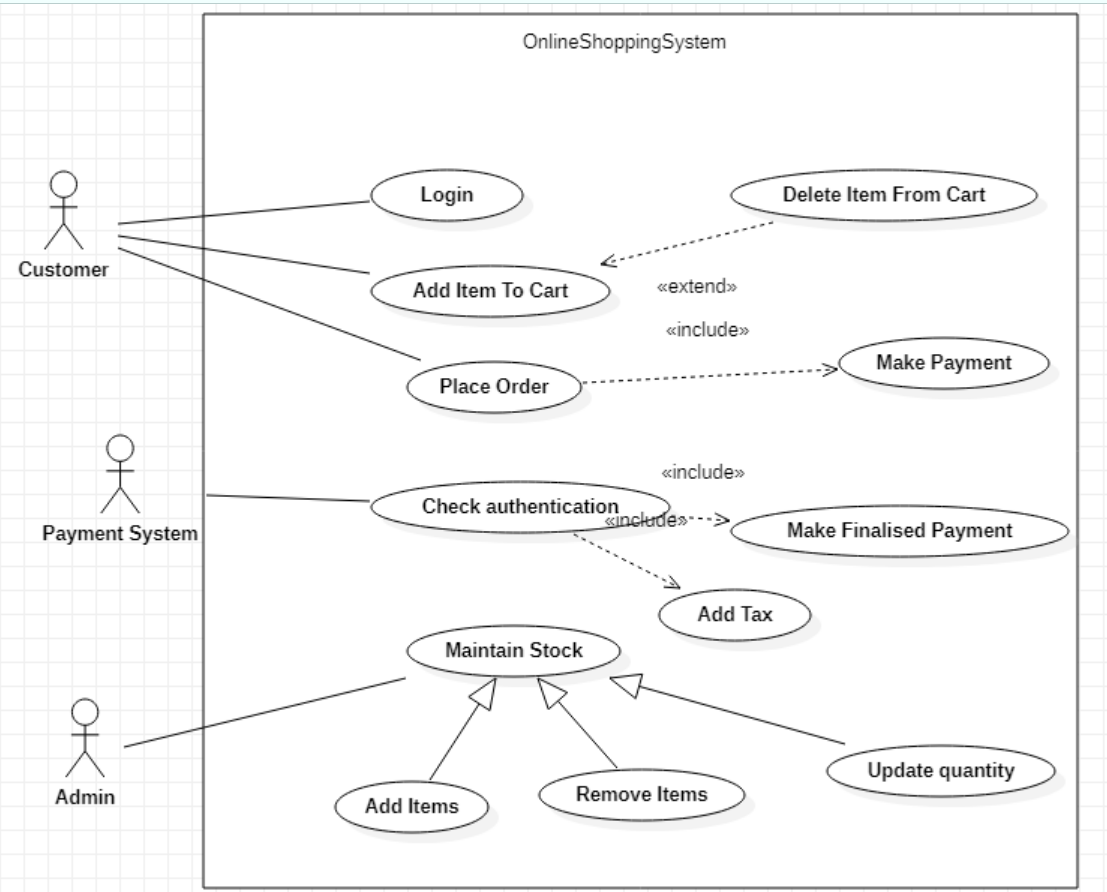 OnlineShoppingSystem
Login
Delete Item From Cart
Customer
Add Item To Cart
«extend»
«include»
Make Payment
Place Order
«include»
Check authentication
«include»
Make Finalised Payment
Payment System
Add Tax
Maintain Stock
Update quantity
Admin
Add Items
Remove Items